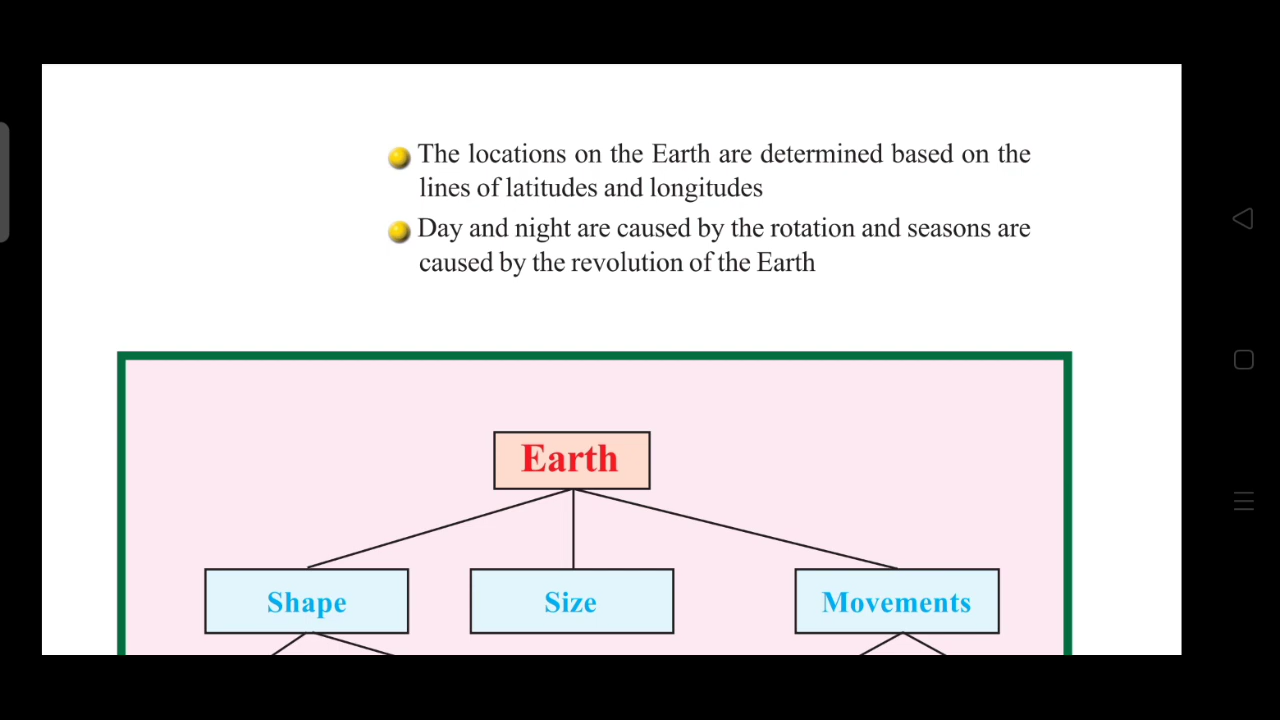 The locations on the Earth are determined based on the
lines of latitudes and longitudes
Day and night are caused by the rotation and seasons are
caused by the revolution of the Earth
Earth
Shape
Size
Movements